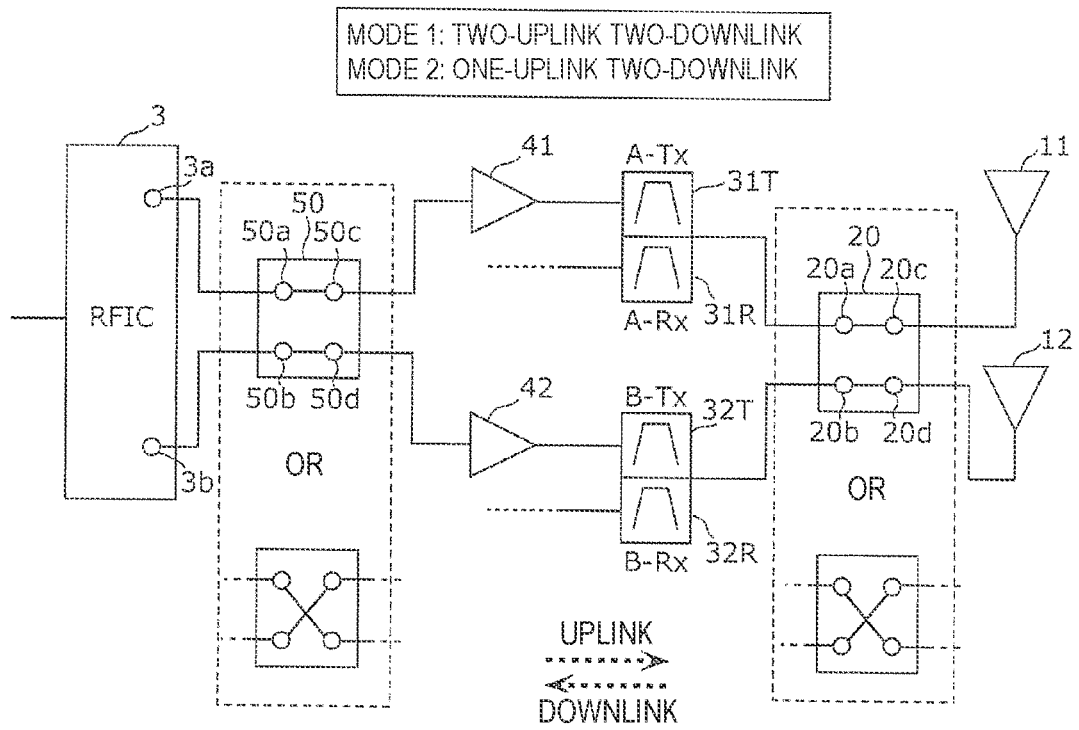 MODE 1: TWO-UPLINK TWO-DOWNLINK
MODE 2: ONE-UPLINK TWO-DOWNLINK
3
3a
RFIC
3b
50
50a
50c
50b
50d
OR
41
42
A-Tx
31T
A-Rx
31R
B-Tx
32T
B-Rx
32R
20
20a
20c
20b
20d
OR
11
12
UPLINK
DOWNLINK